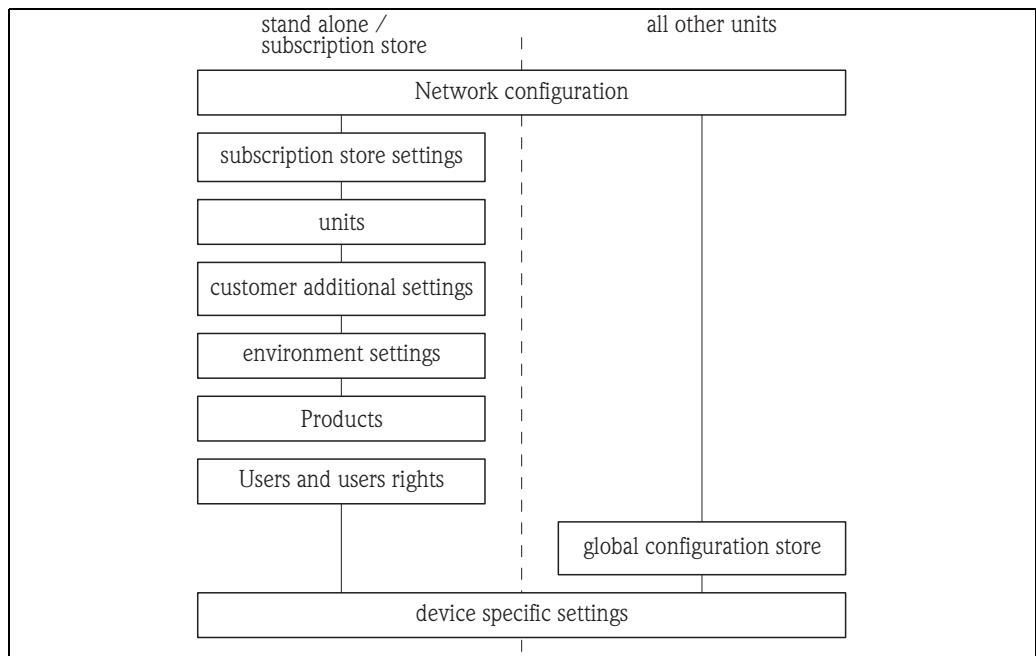 stand alone /
subscription store
all other units
Network configuration
subscription store settings
units
customer additional settings
environment settings
Products
Users and users rights
global configuration store
device specific settings